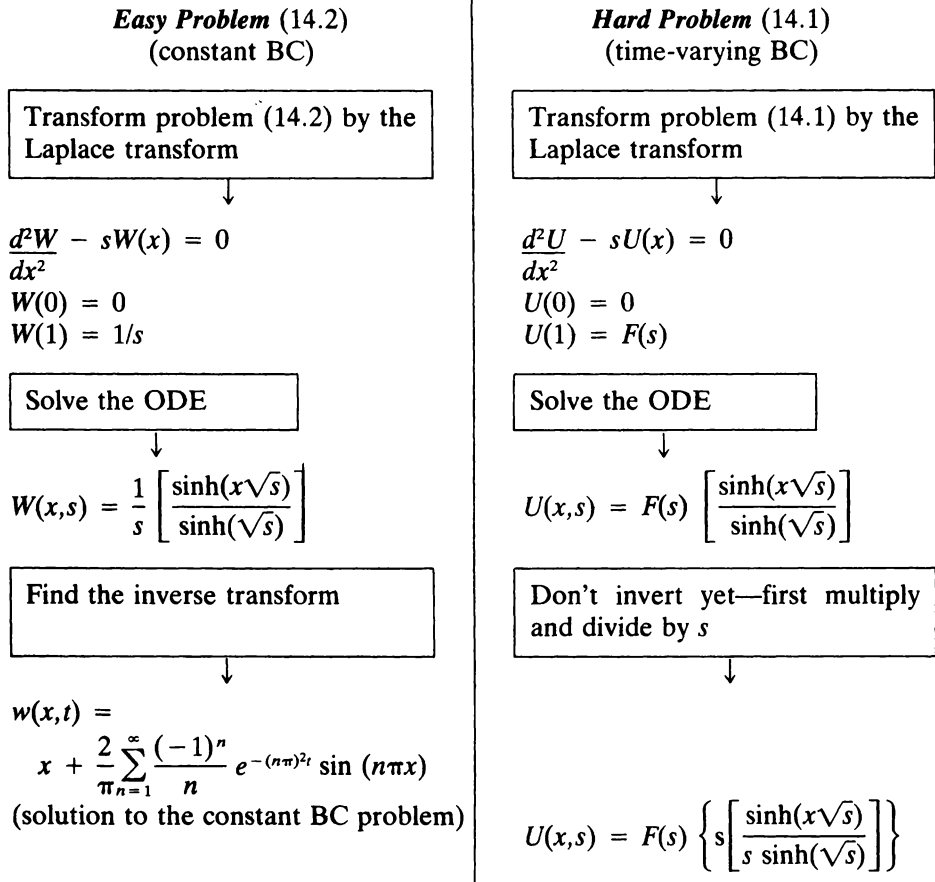 Easy Problem (14.2)
(constant BC)
Transform problem (14.2) by the
Laplace transform
↓
d²W/dx² − sW(x) = 0
W(0) = 0
W(1) = 1/s
Solve the ODE
↓
W(x,s) = 1/s [sinh(x√s)/sinh(√s)]
Find the inverse transform
↓
w(x,t) =
x + 2/π ∑_{n=1}^{∞} (−1)ⁿ/n e^{−(nπ)²t} sin (nπx)
(solution to the constant BC problem)
Hard Problem (14.1)
(time-varying BC)
Transform problem (14.1) by the
Laplace transform
↓
d²U/dx² − sU(x) = 0
U(0) = 0
U(1) = F(s)
Solve the ODE
↓
U(x,s) = F(s) [sinh(x√s)/sinh(√s)]
Don't invert yet—first multiply
and divide by s
↓
U(x,s) = F(s) {s[sinh(x√s)/s sinh(√s)]}